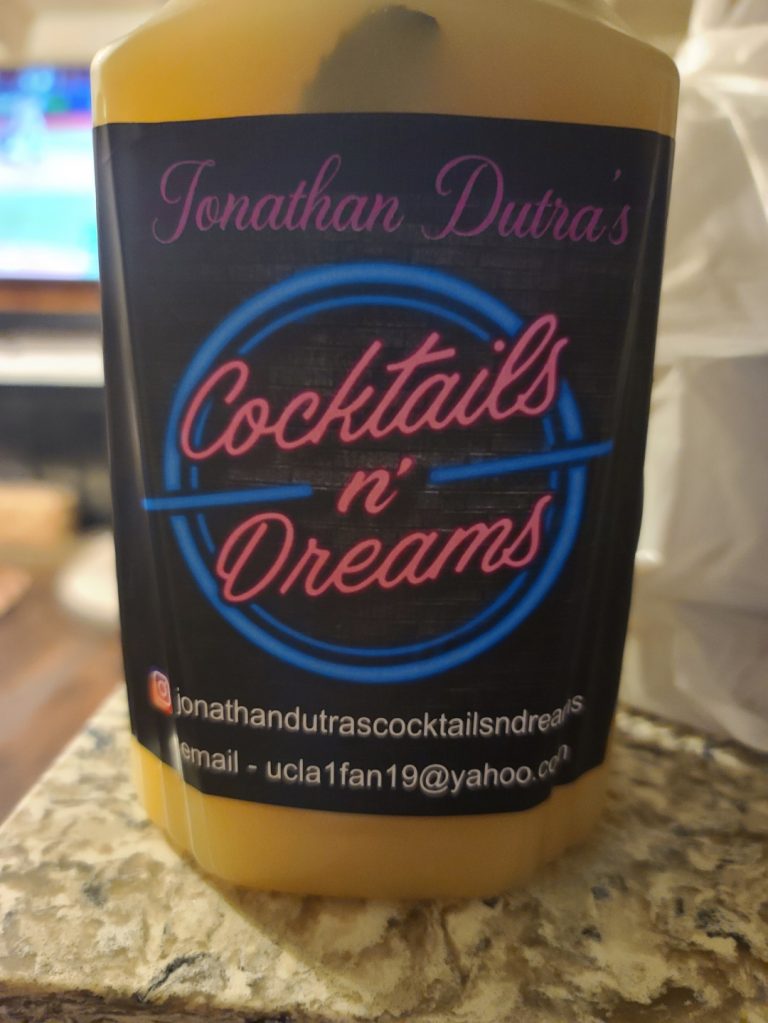 Jonathan Dutra's
Cocktails
n'
Dreams
jonathandutrascocktailsndreams
email - ucla1fan19@yahoo.com